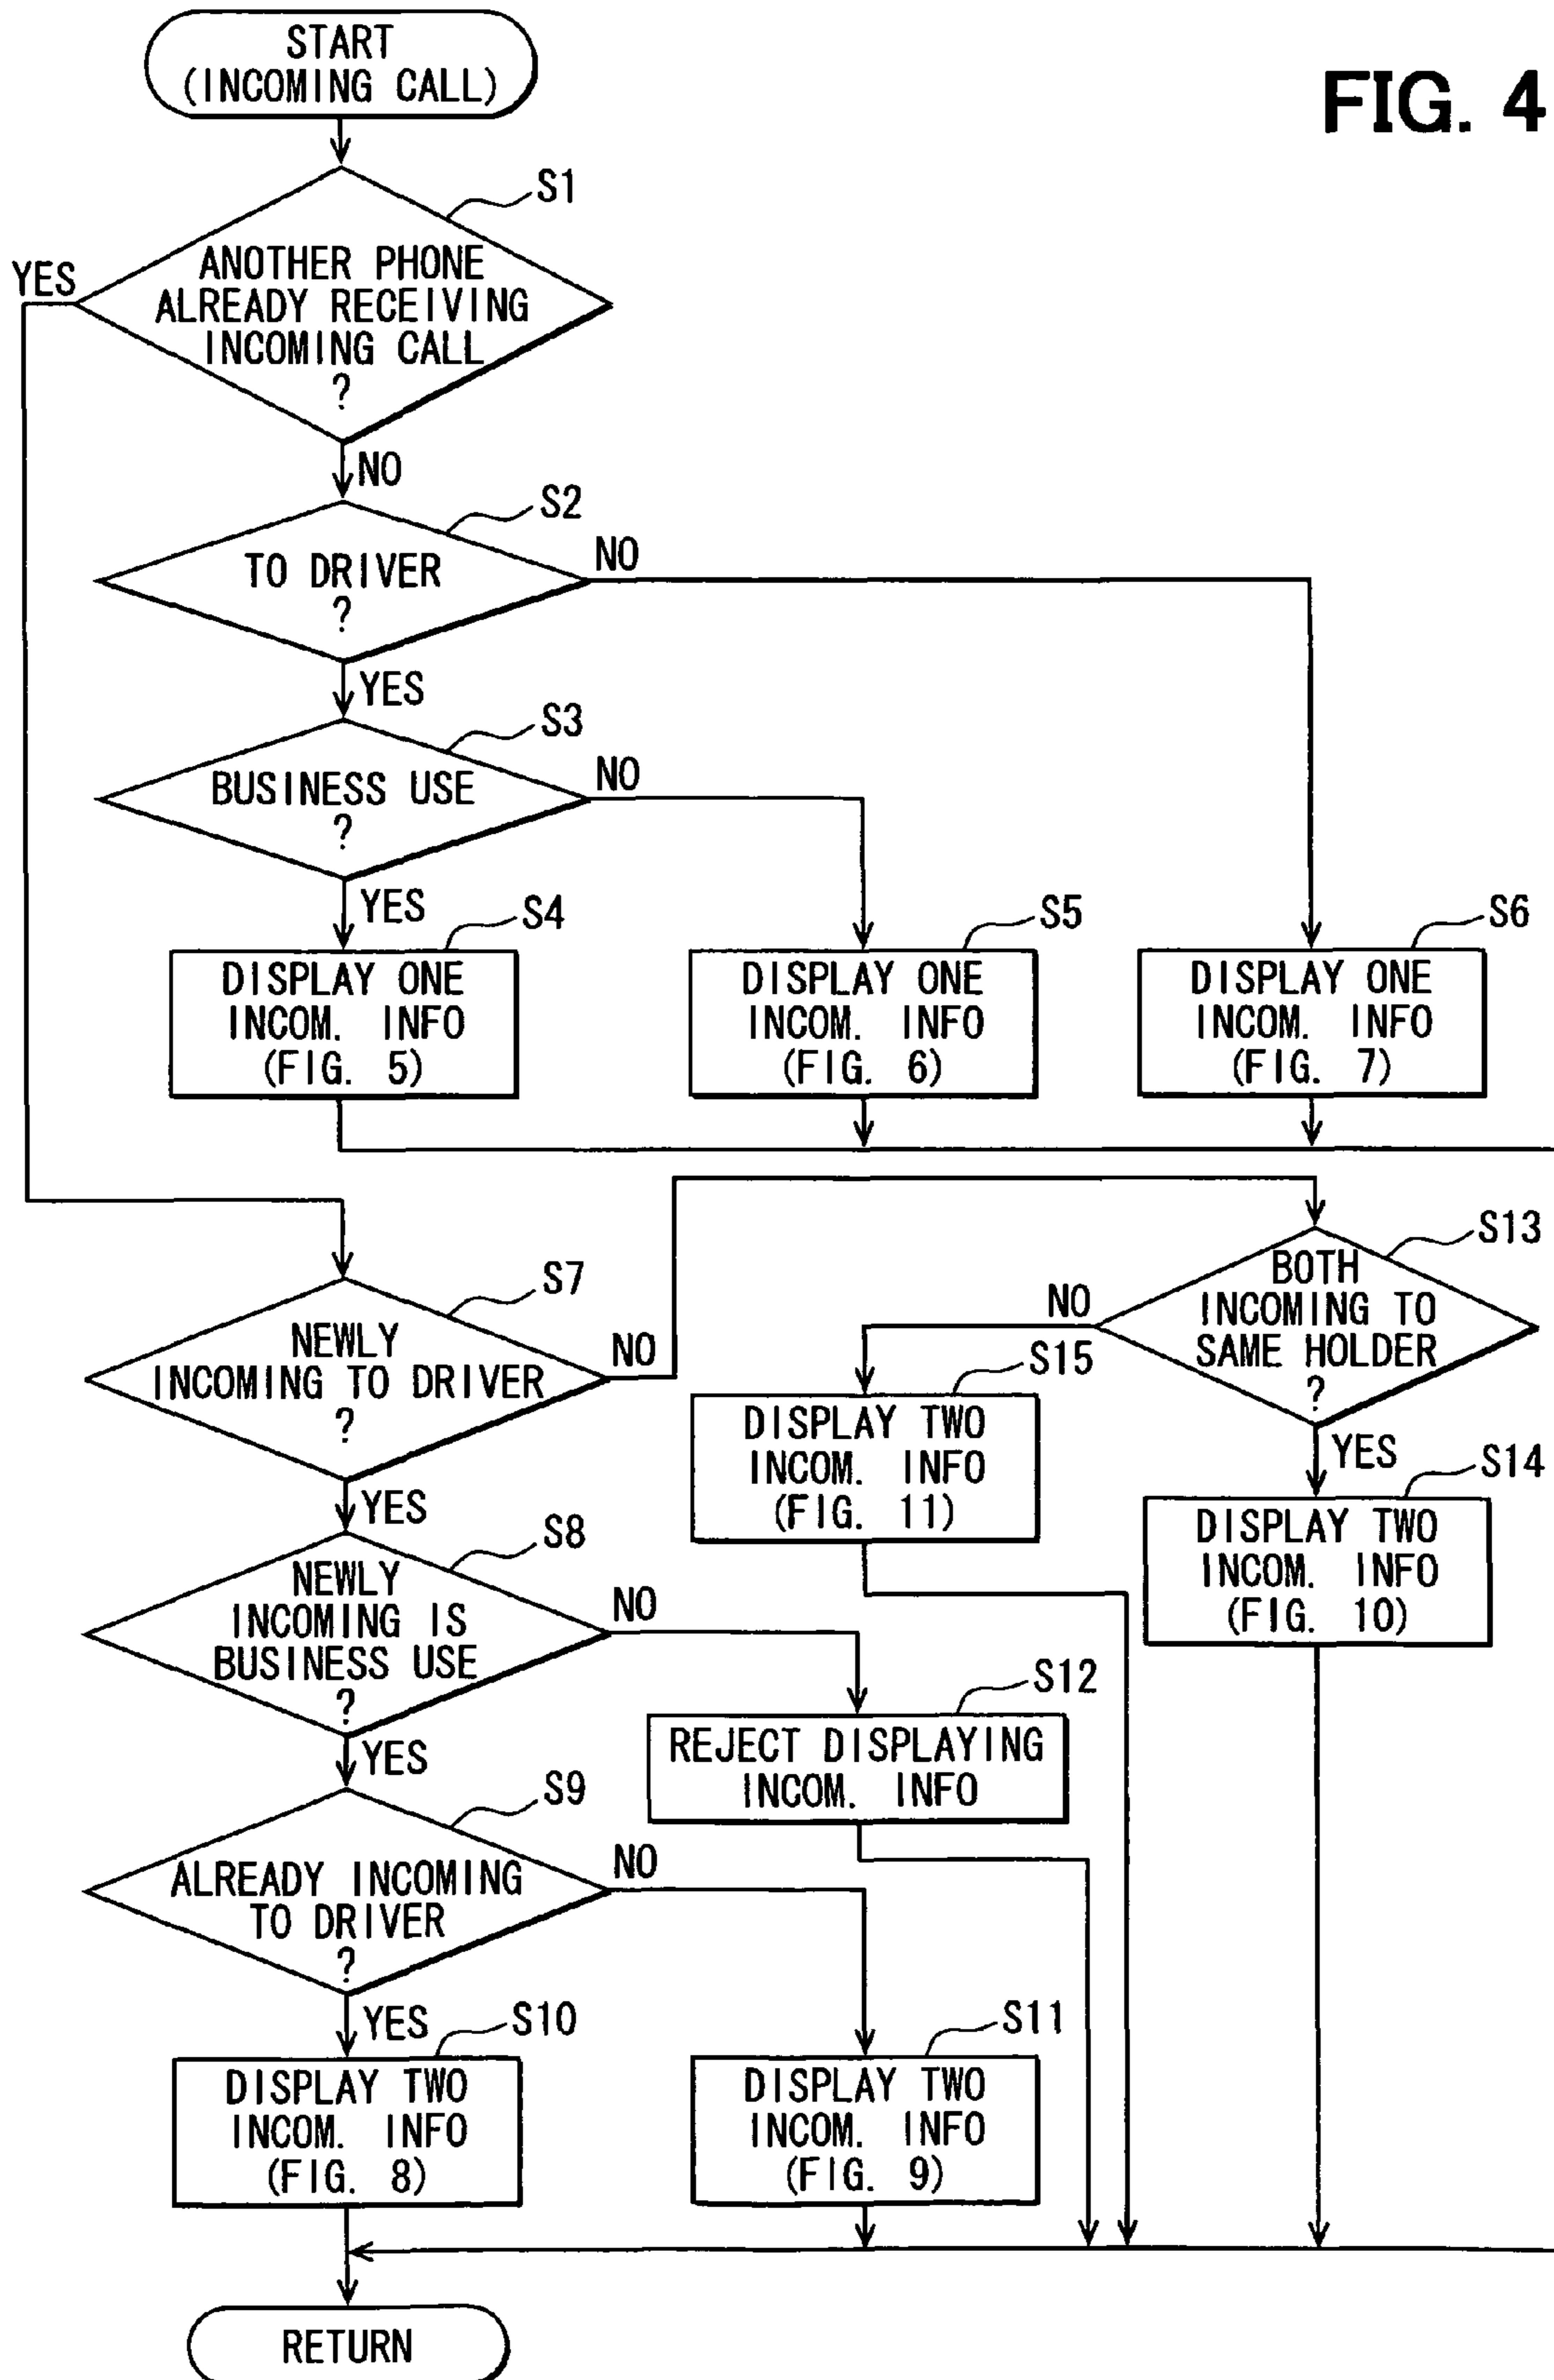 START
(INCOMING CALL)
FIG. 4
S1
YES
ANOTHER PHONE
ALREADY RECEIVING
INCOMING CALL
?
NO
S2
TO DRIVER
?
NO
YES
S3
BUSINESS USE
?
NO
YES
S4
DISPLAY ONE
INCOM. INFO
(FIG. 5)
S5
DISPLAY ONE
INCOM. INFO
(FIG. 6)
S6
DISPLAY ONE
INCOM. INFO
(FIG. 7)
S7
NEWLY
INCOMING TO DRIVER
?
NO
YES
S13
BOTH
INCOMING TO
SAME HOLDER
?
NO
YES
S15
DISPLAY TWO
INCOM. INFO
(FIG. 11)
S14
DISPLAY TWO
INCOM. INFO
(FIG. 10)
S8
NEWLY
INCOMING IS
BUSINESS USE
?
NO
YES
S12
REJECT DISPLAYING
INCOM. INFO
S9
ALREADY INCOMING
TO DRIVER
?
NO
YES
S10
DISPLAY TWO
INCOM. INFO
(FIG. 8)
S11
DISPLAY TWO
INCOM. INFO
(FIG. 9)
RETURN